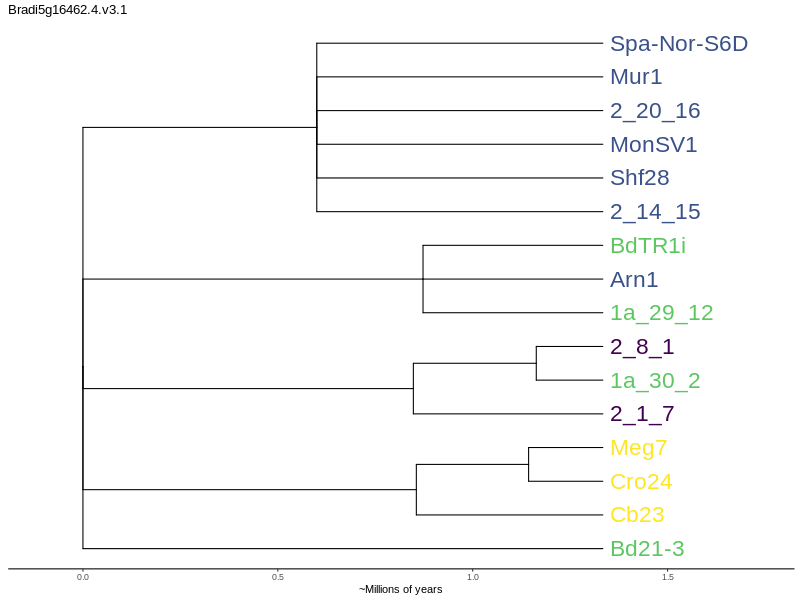 Bradi5g16462.4.v3.1
Spa-Nor-S6D
Mur1
2_20_16
MonSV1
Shf28
2_14_15
BdTR1i
Arn1
1a_29_12
2_8_1
1a_30_2
2_1_7
Meg7
Cro24
Cb23
Bd21-3
0.0 0.5 1.0 1.5
~Millions of years